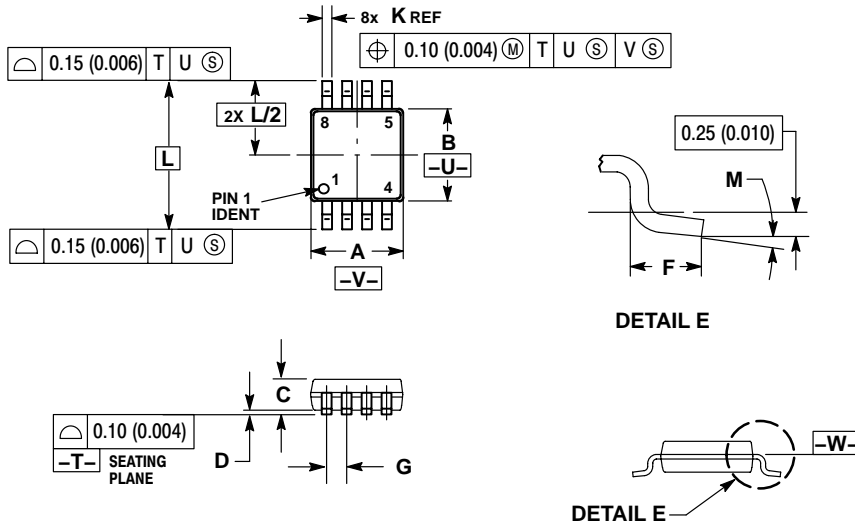 8x K REF
0.10 (0.004) Ⓜ T U Ⓢ V Ⓢ
0.15 (0.006) T U Ⓢ
2X L/2
8 5
B
–U–
L
PIN 1
IDENT
1
4
0.15 (0.006) T U Ⓢ
A
–V–
0.25 (0.010)
M
F
DETAIL E
C
0.10 (0.004)
–T– SEATING
PLANE
D
G
–W–
DETAIL E